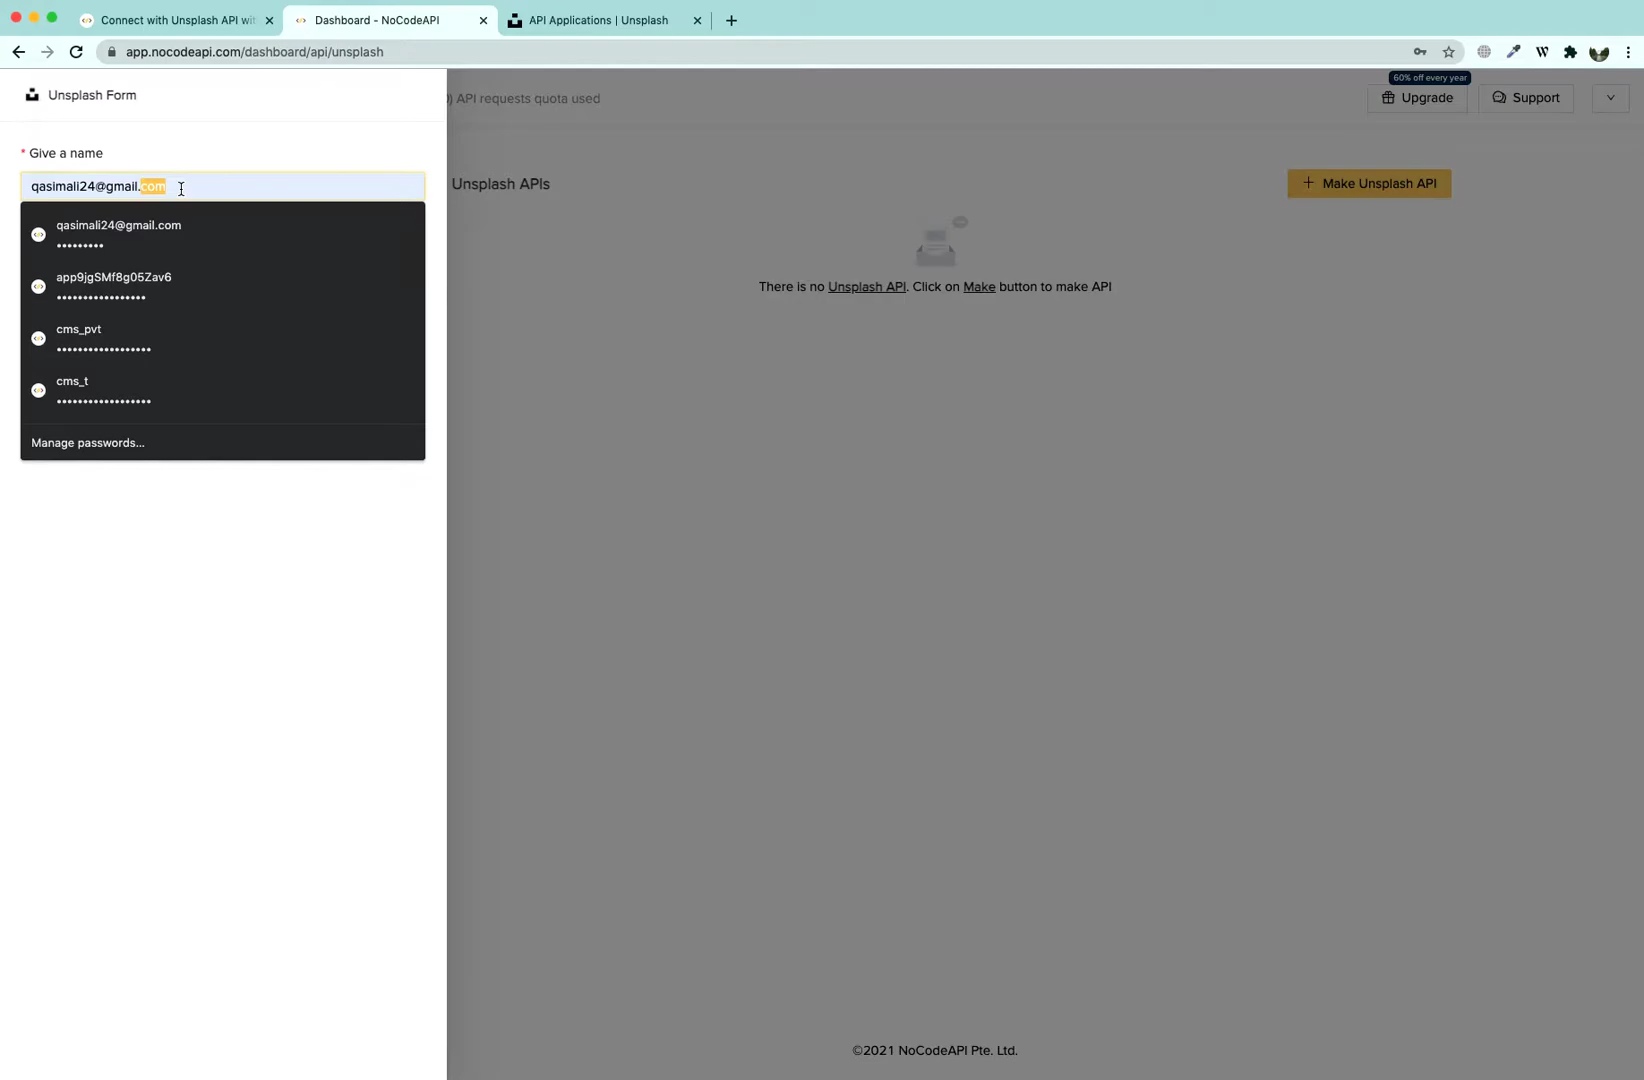 Connect with Unsplash API wit
Dashboard - NoCodeAPI
API Applications | Unsplash
app.nocodeapi.com/dashboard/api/unsplash
Unsplash Form
) API requests quota used
60% off every year
Upgrade
Support
* Give a name
qasimali24@gmail.com
Unsplash APIs
+ Make Unsplash API
qasimali24@gmail.com
•••••••••
app9jgSMf8g05Zav6
•••••••••••••••••
cms_pvt
••••••••••••••••••
cms_t
••••••••••••••••••
Manage passwords...
There is no Unsplash API. Click on Make button to make API
©2021 NoCodeAPI Pte. Ltd.